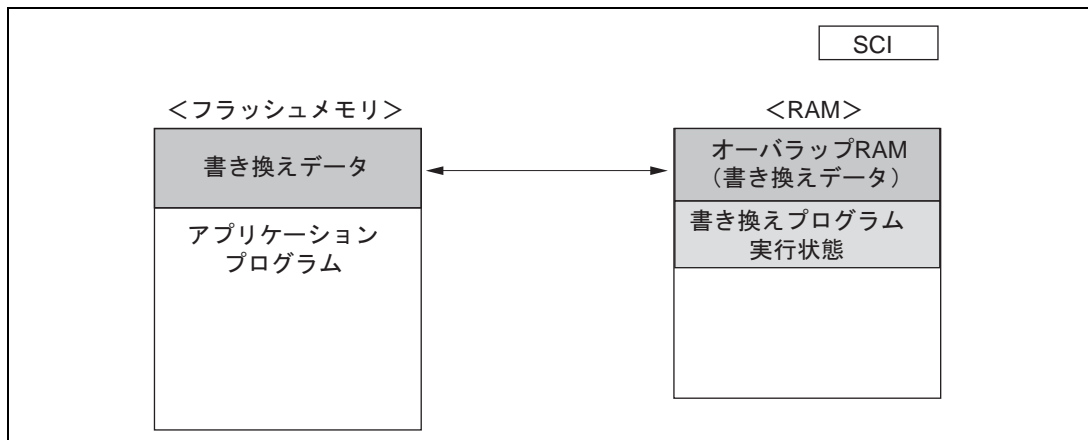 SCI
＜フラッシュメモリ＞
書き換えデータ
アプリケーション
プログラム
＜RAM＞
オーバラップRAM
（書き換えデータ）
書き換えプログラム
実行状態